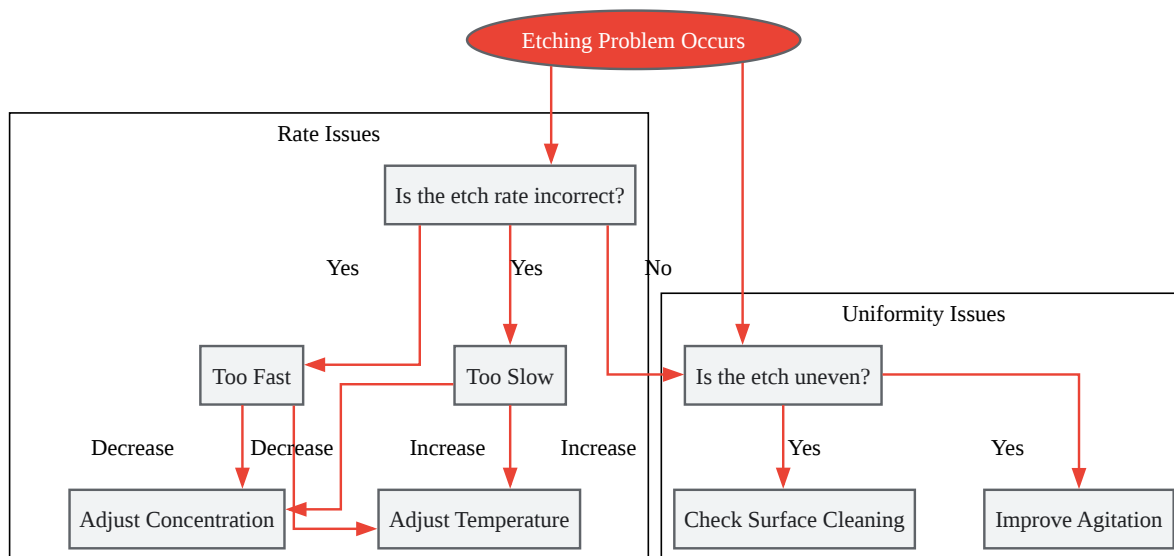 Etching Problem Occurs
Rate Issues
Is the etch rate incorrect?
Yes
Yes
No
Uniformity Issues
Too Fast
Too Slow
Is the etch uneven?
Decrease
Decrease
Increase
Increase
Yes
Yes
Adjust Concentration
Adjust Temperature
Check Surface Cleaning
Improve Agitation